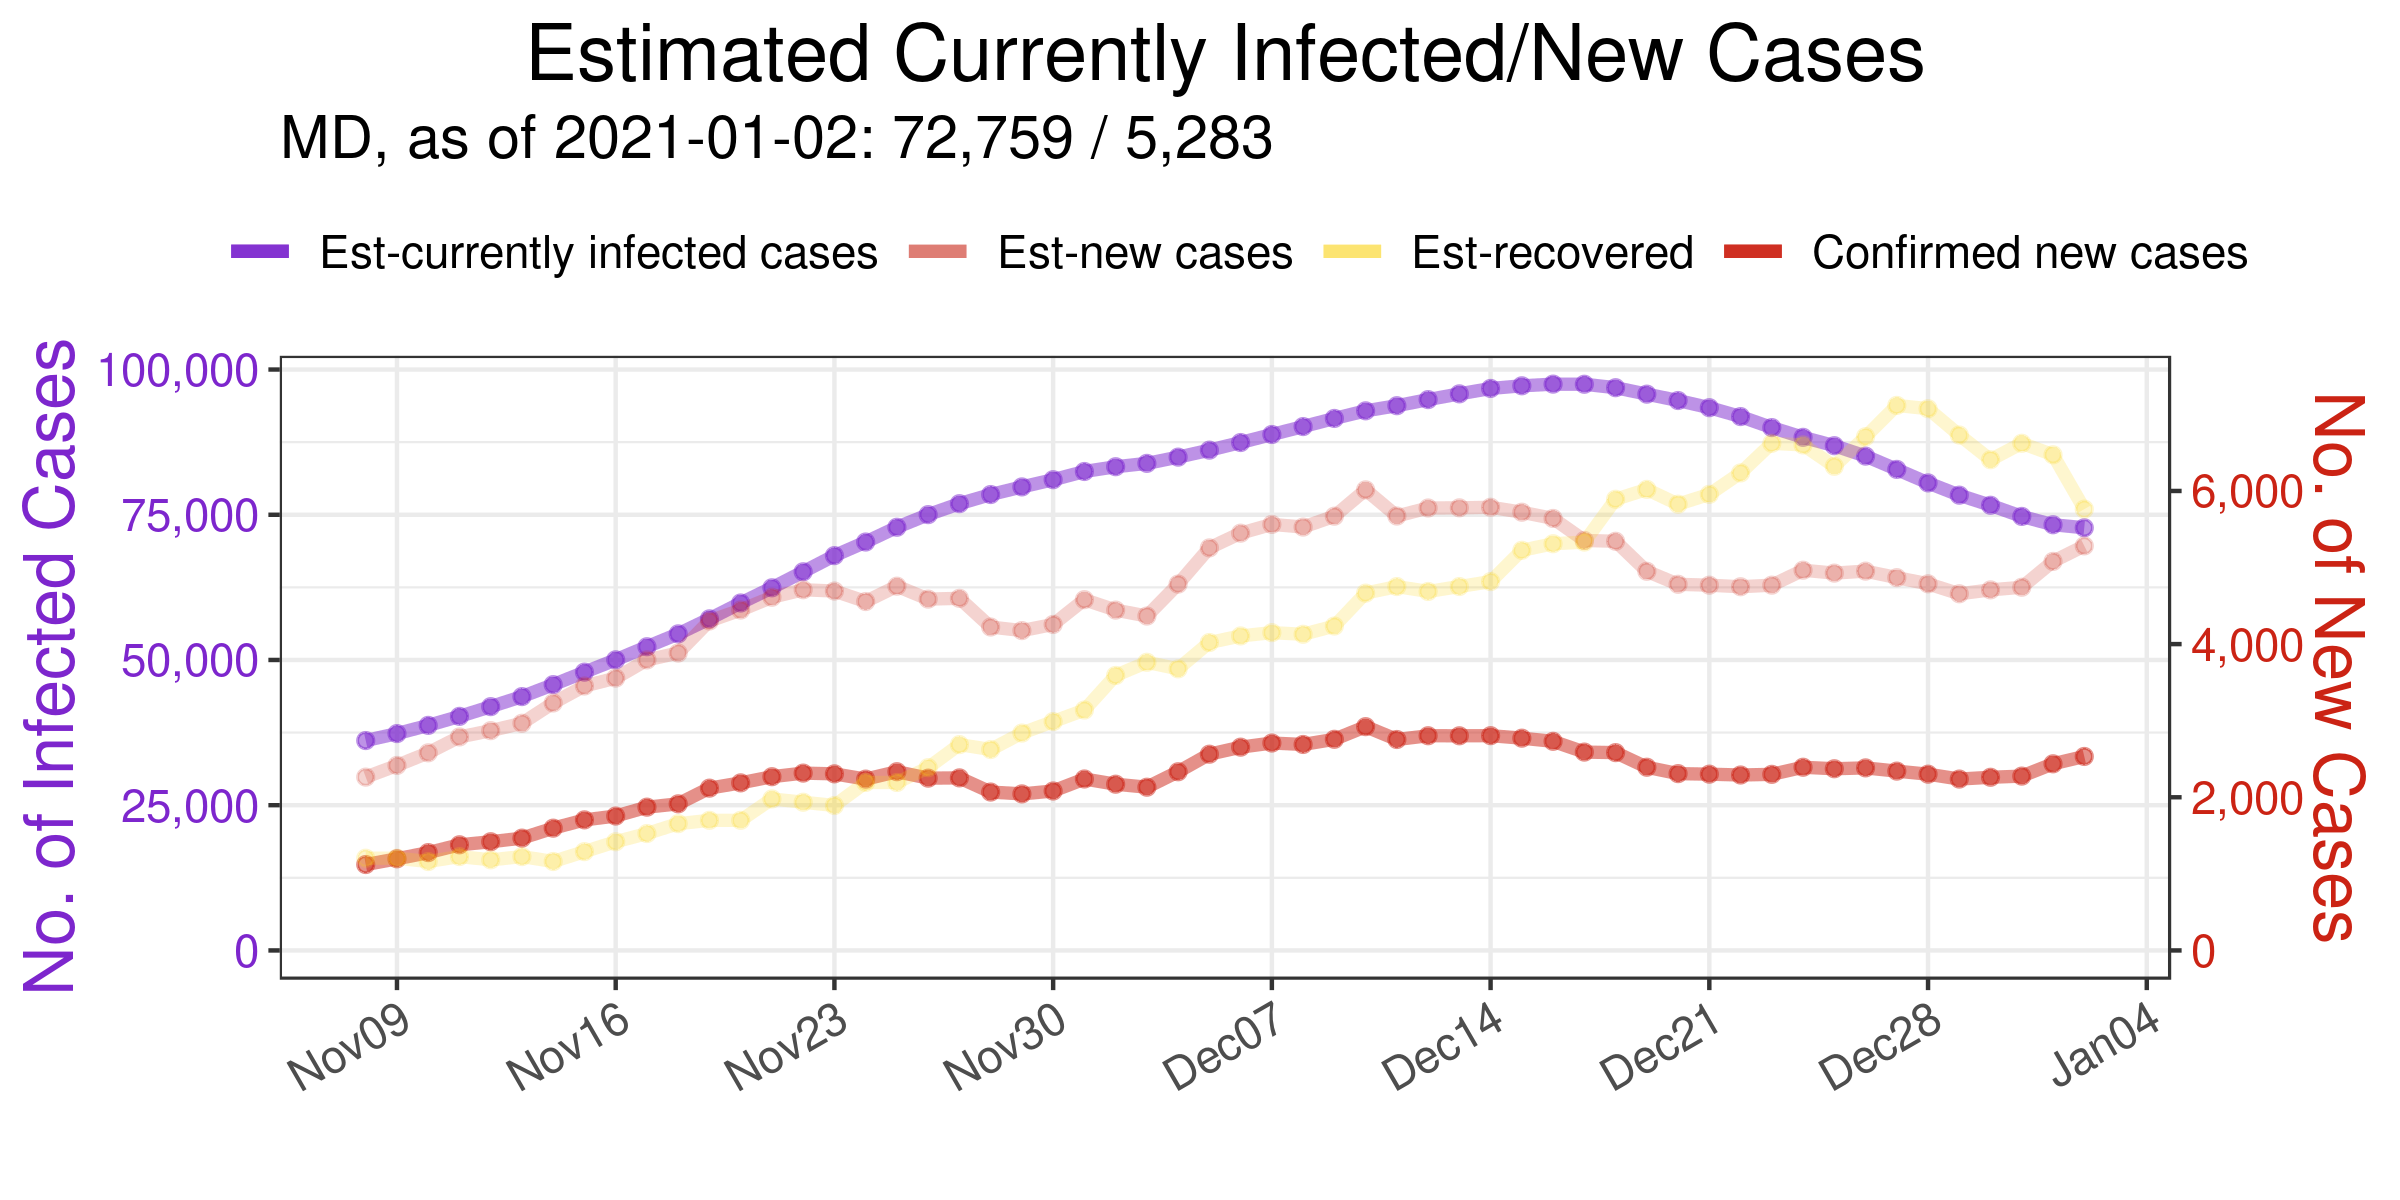 Estimated Currently Infected/New Cases
MD, as of 2021-01-02: 72,759 / 5,283
Est-currently infected cases Est-new cases Est-recovered Confirmed new cases
No. of Infected Cases
100,000
75,000
50,000
25,000
0
6,000
4,000
2,000
0
No. of New Cases
Nov09 Nov16 Nov23 Nov30 Dec07 Dec14 Dec21 Dec28 Jan04